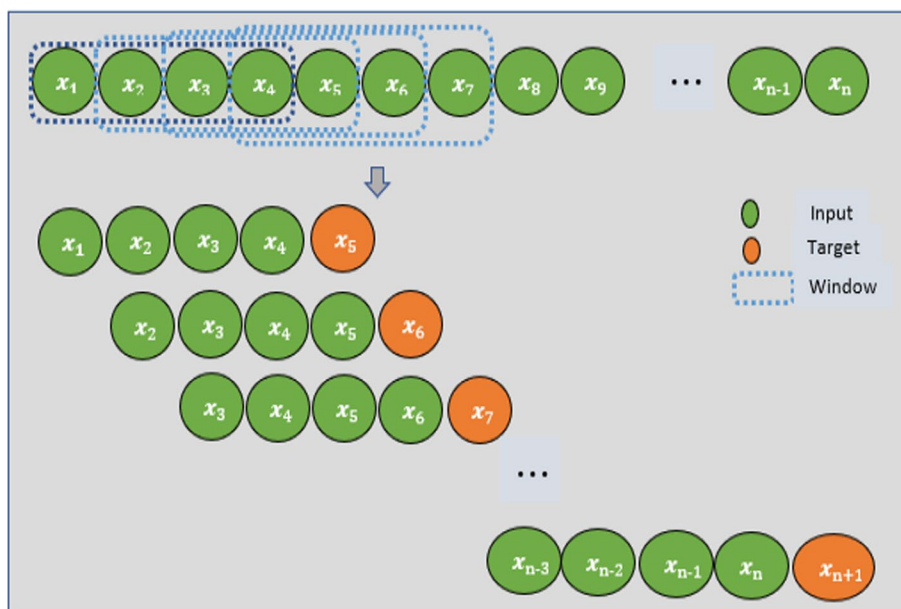 x₁ x₂ x₃ x₄ x₅ x₆ x₇ x₈ x₉ ... xₙ₋₁ xₙ
x₁ x₂ x₃ x₄ x₅
Input
Target
x₂ x₃ x₄ x₅ x₆
Window
x₃ x₄ x₅ x₆ x₇
...
xₙ₋₃ xₙ₋₂ xₙ₋₁ xₙ xₙ₊₁